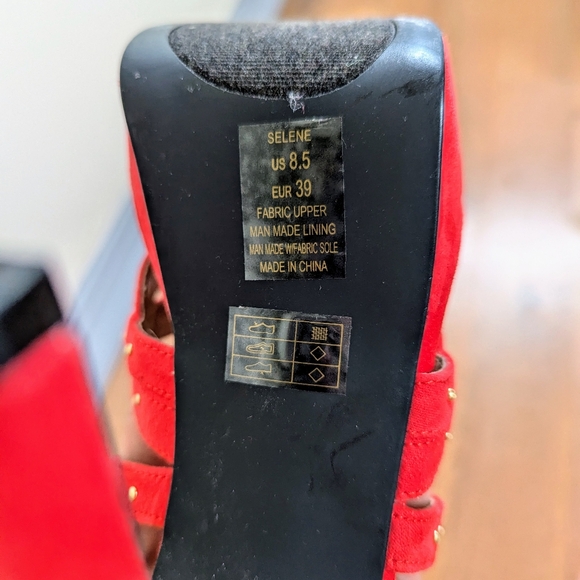 SELENE
US 8.5
EUR 39
FABRIC UPPER
MAN MADE LINING
MAN MADE W/FABRIC SOLE
MADE IN CHINA